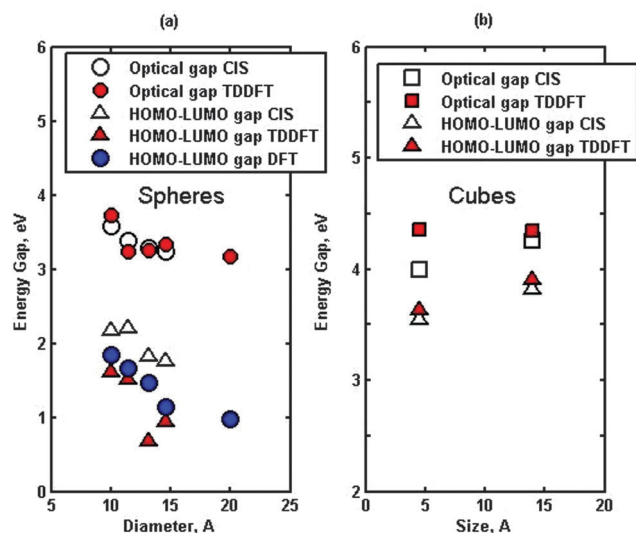 (a)
6
5
4
3
2
1
0
5
10
15
20
25
Energy Gap, eV
Diameter, A
Optical gap CIS
Optical gap TDDFT
HOMO-LUMO gap CIS
HOMO-LUMO gap TDDFT
HOMO-LUMO gap DFT
Spheres
(b)
6
5
4
3
2
0
5
10
15
20
Energy Gap, eV
Size, A
Optical gap CIS
Optical gap TDDFT
HOMO-LUMO gap CIS
HOMO-LUMO gap TDDFT
Cubes